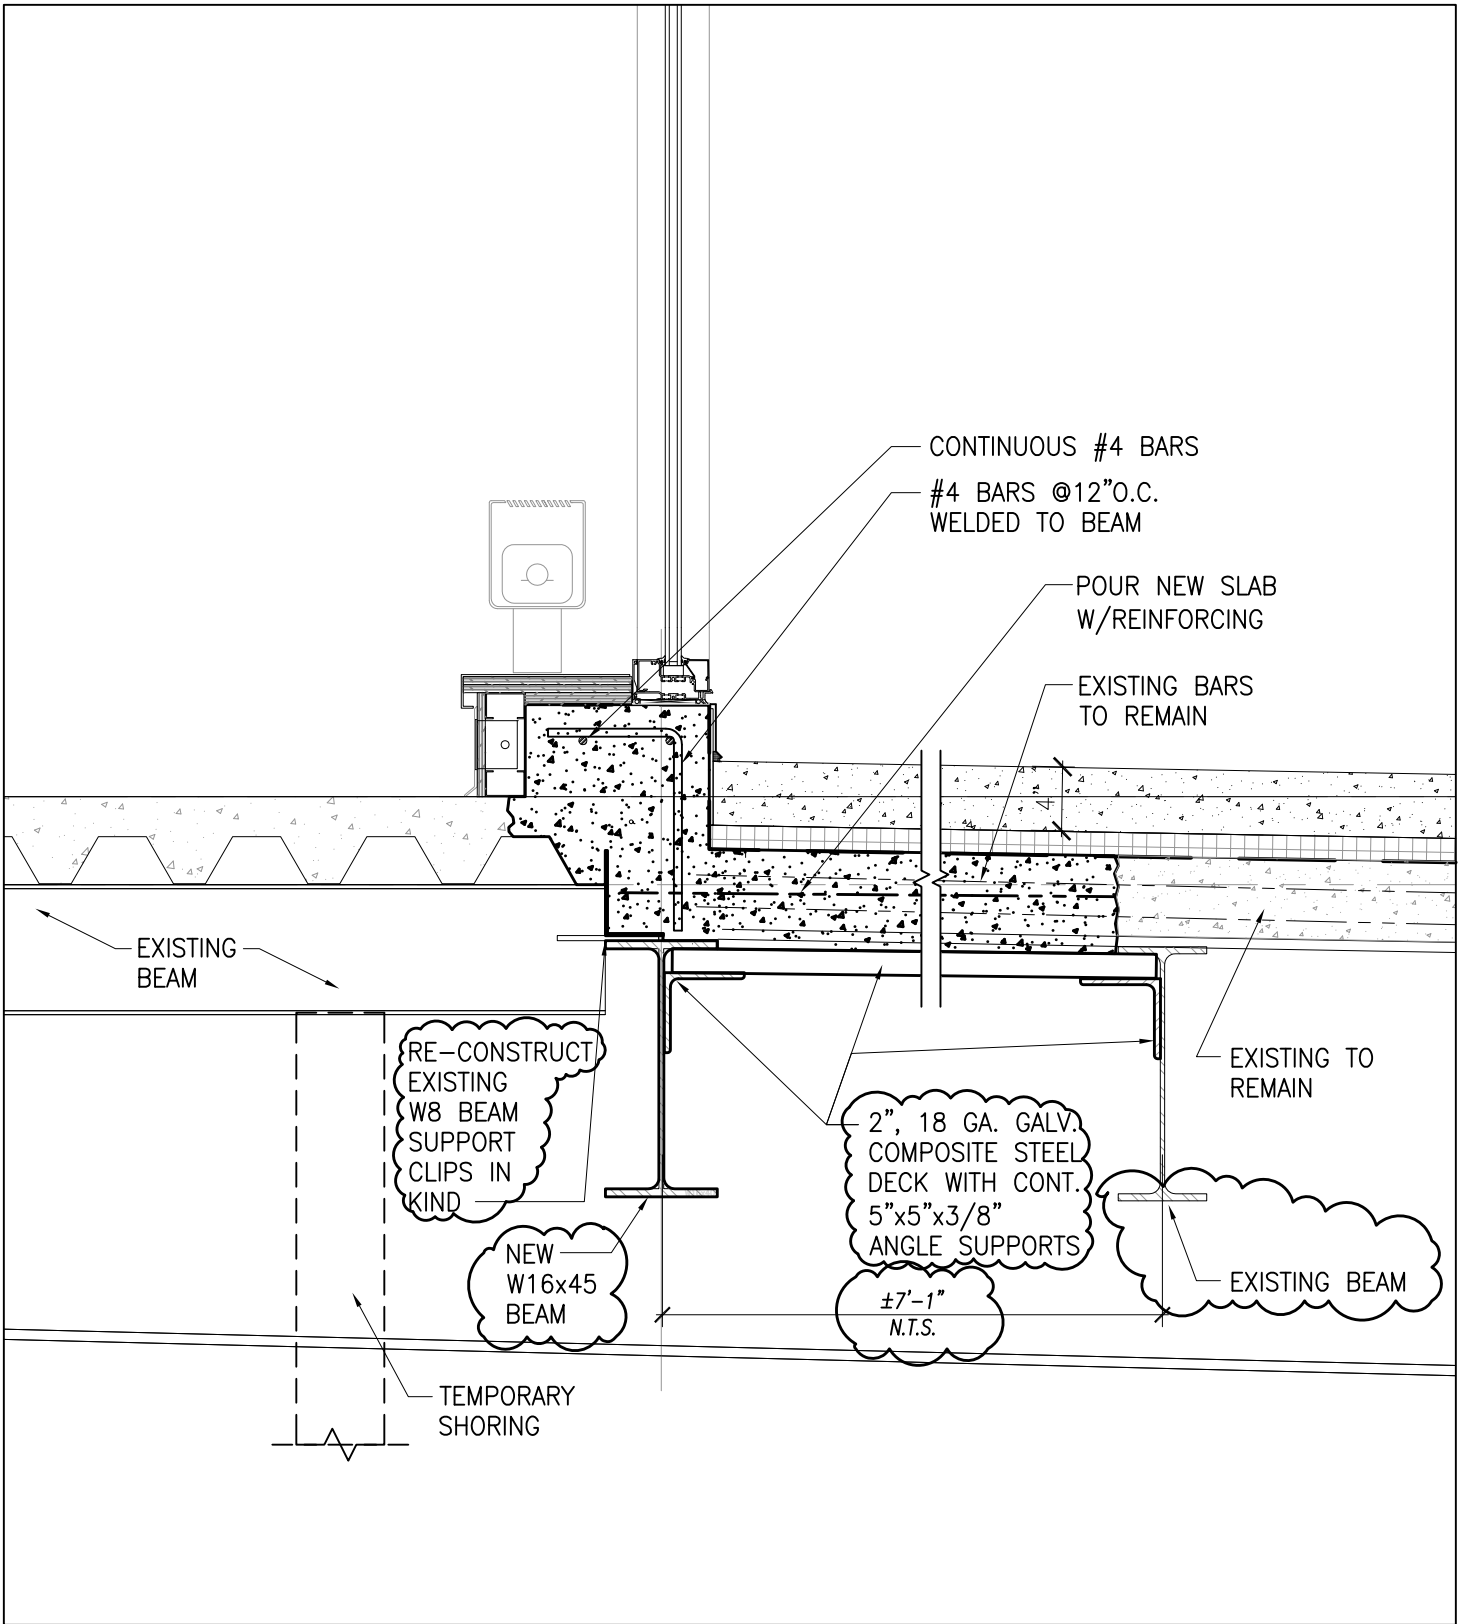 CONTINUOUS #4 BARS
#4 BARS @12"O.C.
WELDED TO BEAM
POUR NEW SLAB
W/REINFORCING
EXISTING BARS
TO REMAIN
4"
EXISTING
BEAM
RE-CONSTRUCT
EXISTING
W8 BEAM
SUPPORT
CLIPS IN
KIND
EXISTING TO
REMAIN
2", 18 GA. GALV.
COMPOSITE STEEL
DECK WITH CONT.
5"x5"x3/8"
ANGLE SUPPORTS
NEW
W16x45
BEAM
EXISTING BEAM
±7'-1"
N.T.S.
TEMPORARY
SHORING